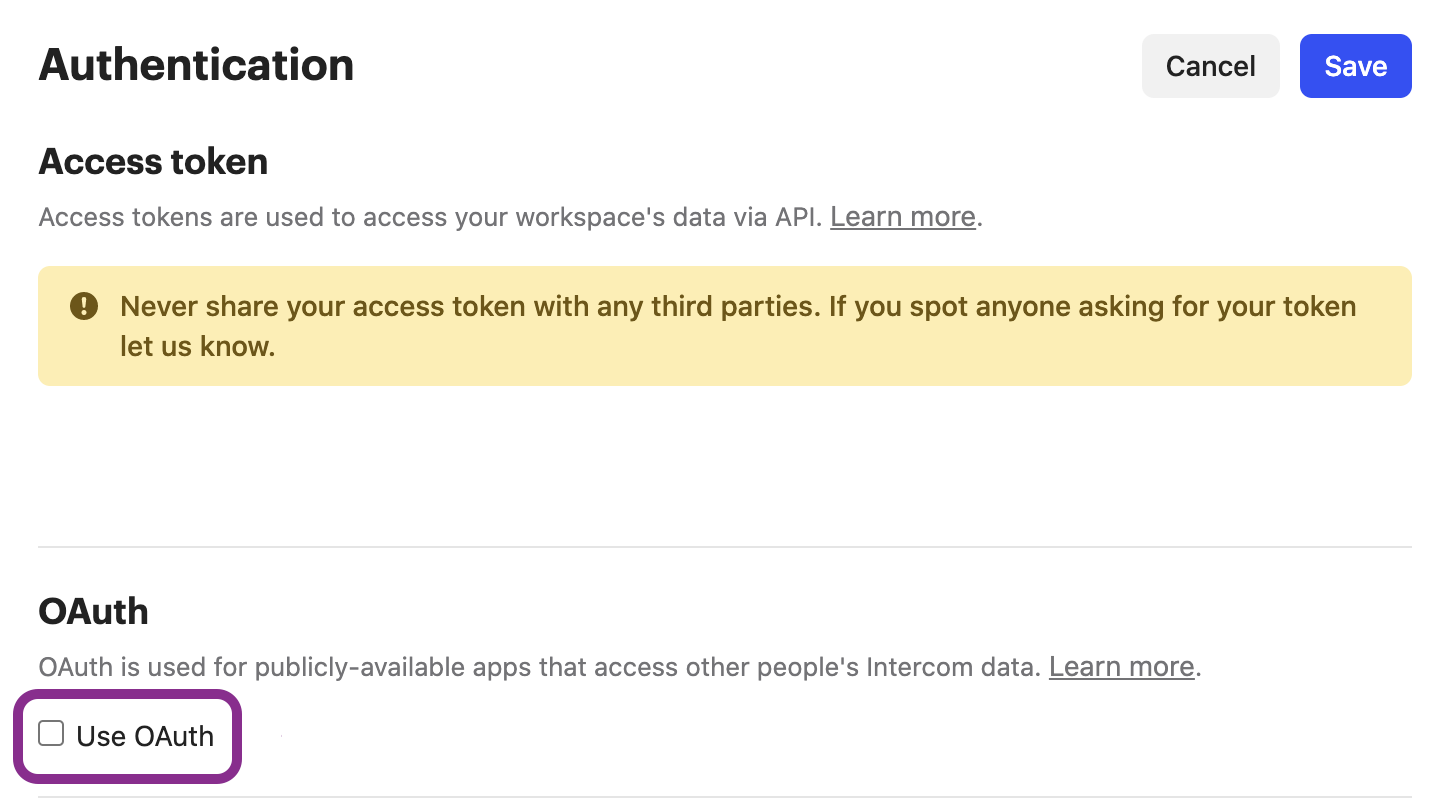 Authentication
Cancel
Save
Access token
Access tokens are used to access your workspace's data via API. Learn more.
Never share your access token with any third parties. If you spot anyone asking for your token
let us know.
OAuth
OAuth is used for publicly-available apps that access other people's Intercom data. Learn more.
Use OAuth